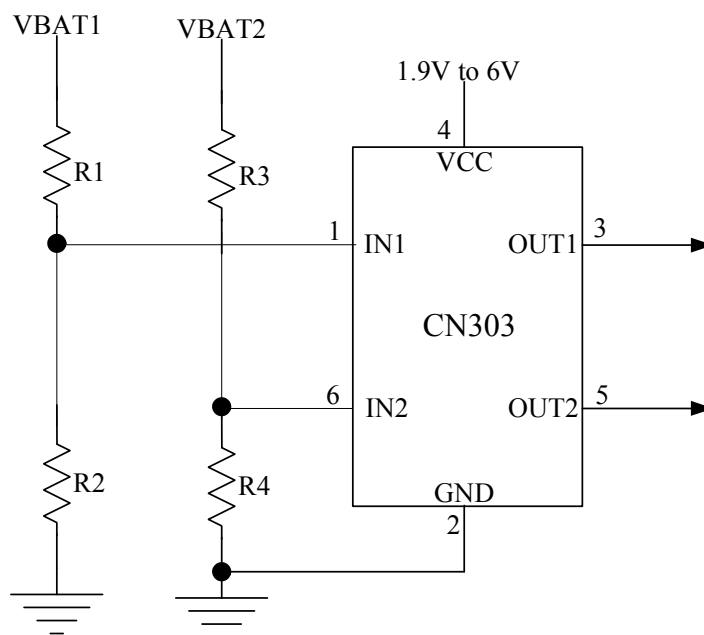 VBAT1
VBAT2
1.9V to 6V
4
VCC
R1
R3
1
IN1
OUT1
3
CN303
6
IN2
OUT2
5
R2
R4
GND
2